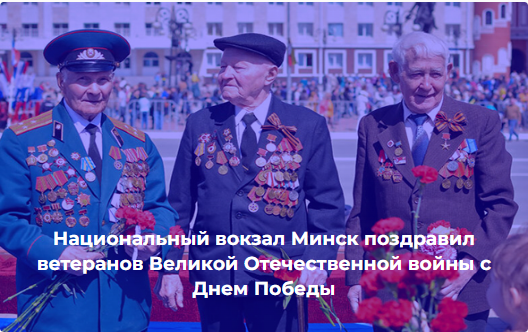 Национальный вокзал Минск поздравил
ветеранов Великой Отечественной войны с
Днем Победы